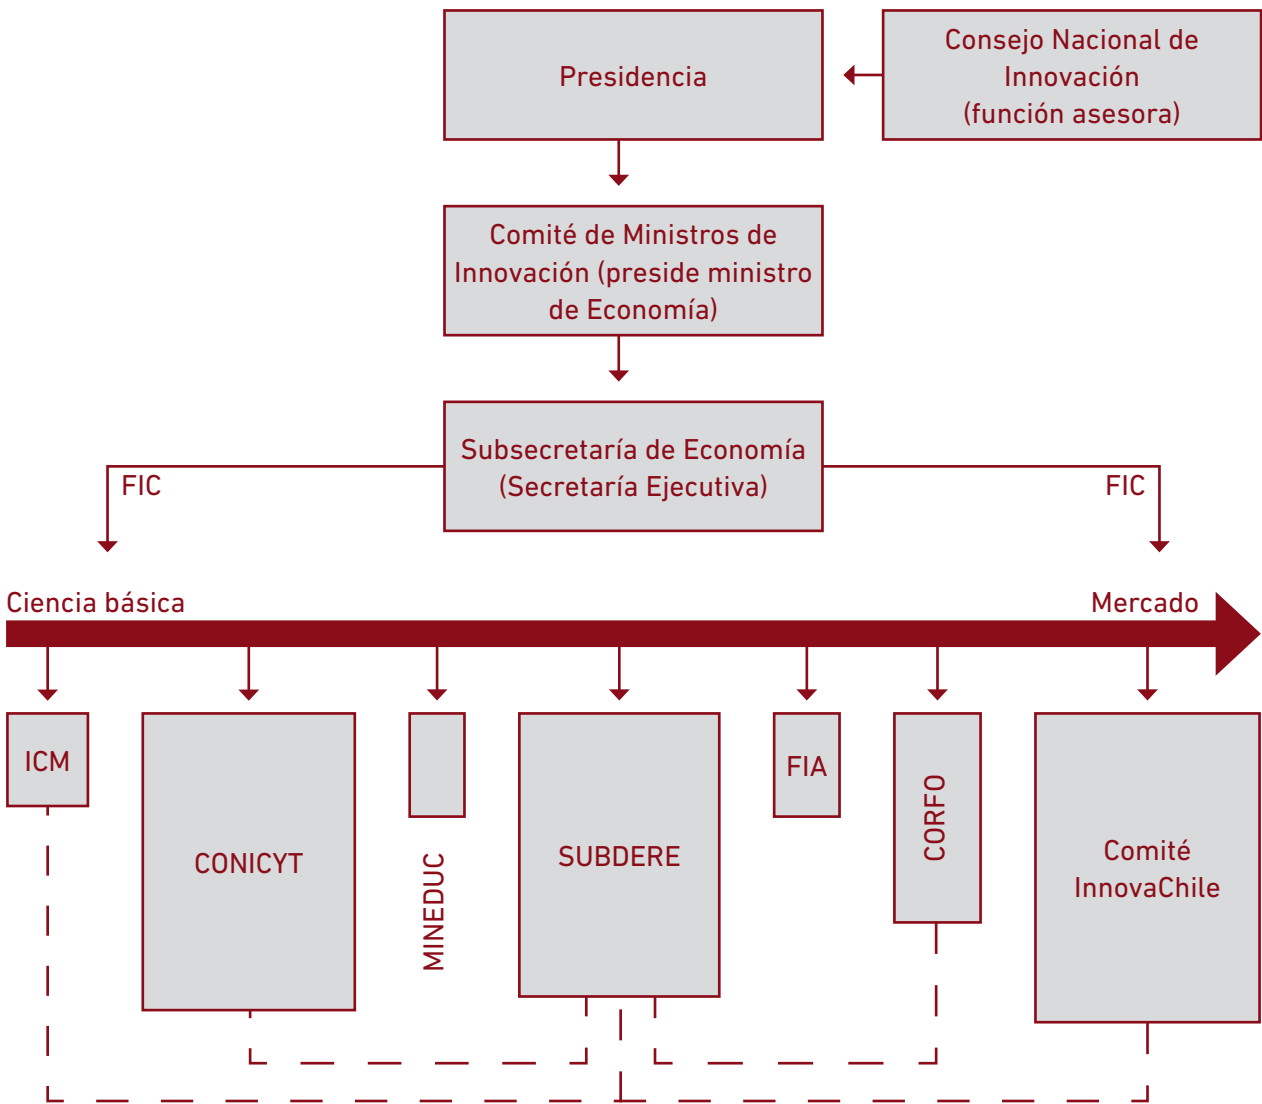 Presidencia
Consejo Nacional de
Innovación
(función asesora)
Comité de Ministros de
Innovación (preside ministro
de Economía)
Subsecretaría de Economía
(Secretaría Ejecutiva)
FIC
FIC
Ciencia básica
Mercado
ICM
CONICYT
MINEDUC
SUBDERE
FIA
CORFO
Comité
InnovaChile